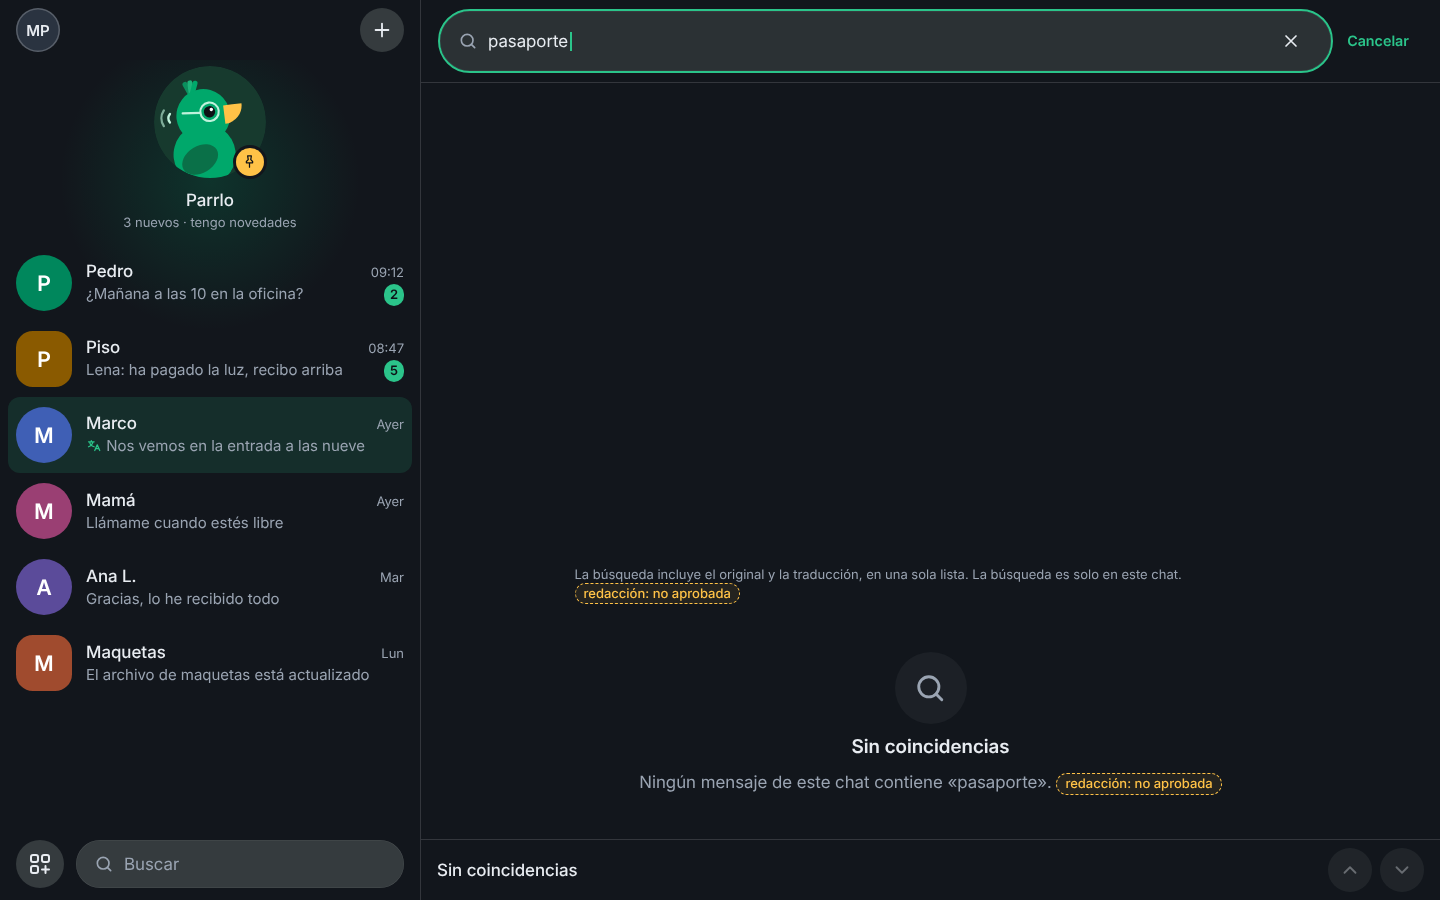 MP
Parrlo
3 nuevos · tengo novedades
P
Pedro
09:12
¿Mañana a las 10 en la oficina?
2
P
Piso
08:47
Lena: ha pagado la luz, recibo arriba
5
M
Marco
Ayer
Nos vemos en la entrada a las nueve
M
Mamá
Ayer
Llámame cuando estés libre
A
Ana L.
Mar
Gracias, lo he recibido todo
M
Maquetas
Lun
El archivo de maquetas está actualizado
Buscar
pasaporte
Cancelar
La búsqueda incluye el original y la traducción, en una sola lista. La búsqueda es solo en este chat.
redacción: no aprobada
Sin coincidencias
Ningún mensaje de este chat contiene «pasaporte». redacción: no aprobada
Sin coincidencias